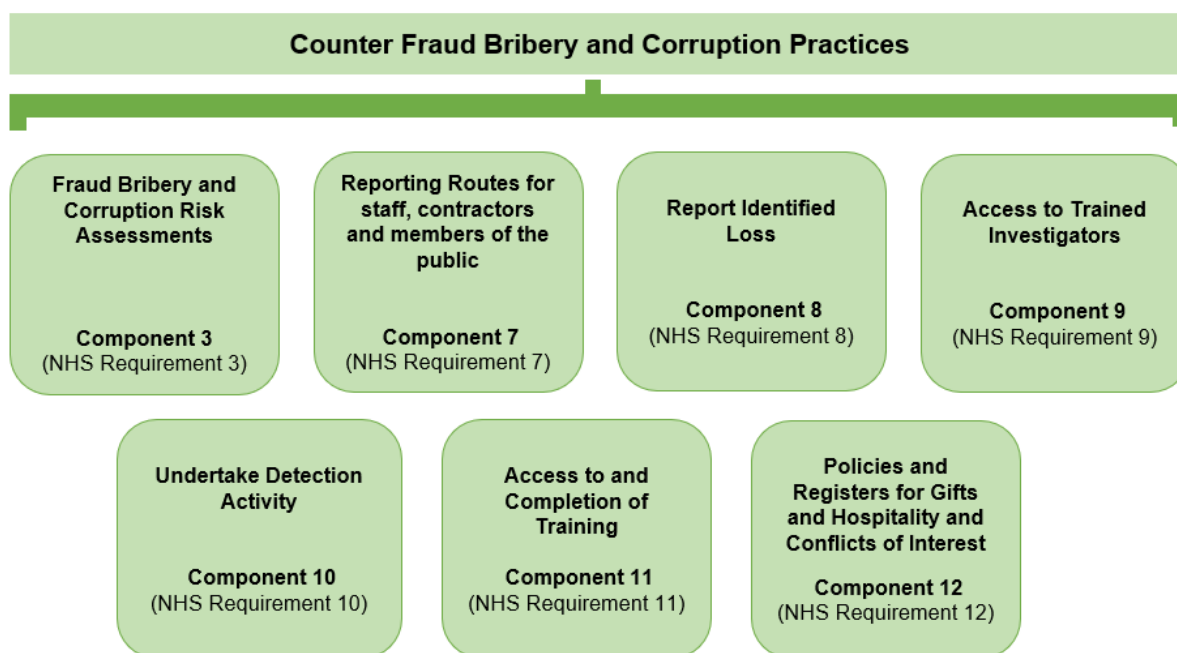 Counter Fraud Bribery and Corruption Practices
Fraud Bribery and
Corruption Risk
Assessments
Component 3
(NHS Requirement 3)
Reporting Routes for
staff, contractors
and members of the
public
Component 7
(NHS Requirement 7)
Report Identified
Loss
Component 8
(NHS Requirement 8)
Access to Trained
Investigators
Component 9
(NHS Requirement 9)
Undertake Detection
Activity
Component 10
(NHS Requirement 10)
Access to and
Completion of
Training
Component 11
(NHS Requirement 11)
Policies and
Registers for Gifts
and Hospitality and
Conflicts of Interest
Component 12
(NHS Requirement 12)